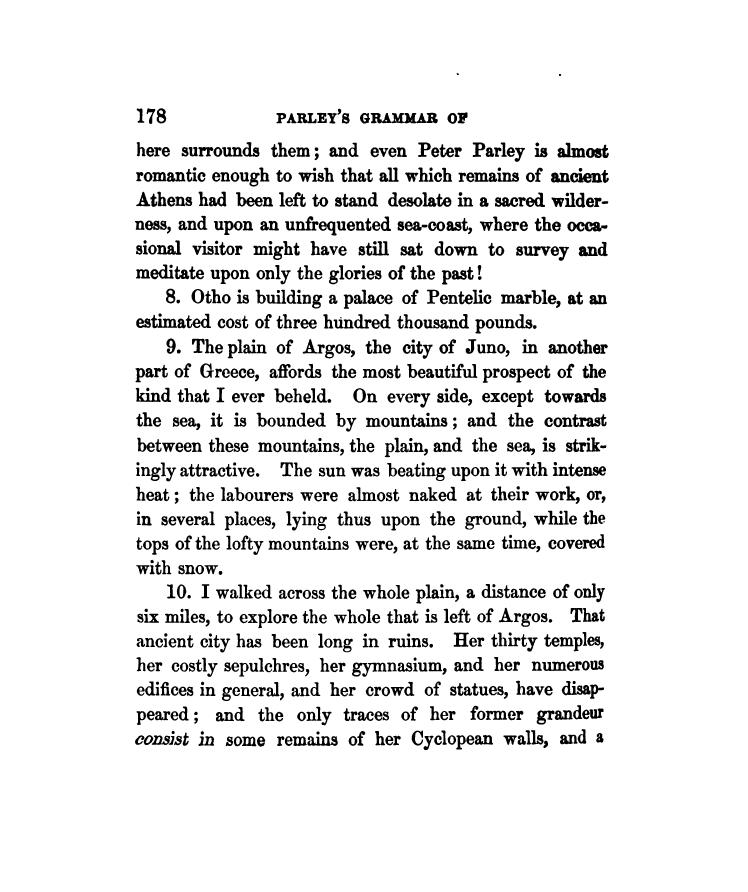 178 PARLEY'S GRAMMAR OF
here surrounds them; and even Peter Parley is almost
romantic enough to wish that all which remains of ancient
Athens had been left to stand desolate in a sacred wilder-
ness, and upon an unfrequented sea-coast, where the occa-
sional visitor might have still sat down to survey and
meditate upon only the glories of the past!
8. Otho is building a palace of Pentelic marble, at an
estimated cost of three hundred thousand pounds.
9. The plain of Argos, the city of Juno, in another
part of Greece, affords the most beautiful prospect of the
kind that I ever beheld. On every side, except towards
the sea, it is bounded by mountains; and the contrast
between these mountains, the plain, and the sea, is strik-
ingly attractive. The sun was beating upon it with intense
heat; the labourers were almost naked at their work, or,
in several places, lying thus upon the ground, while the
tops of the lofty mountains were, at the same time, covered
with snow.
10. I walked across the whole plain, a distance of only
six miles, to explore the whole that is left of Argos. That
ancient city has been long in ruins. Her thirty temples,
her costly sepulchres, her gymnasium, and her numerous
edifices in general, and her crowd of statues, have disap-
peared; and the only traces of her former grandeur
consist in some remains of her Cyclopean walls, and a